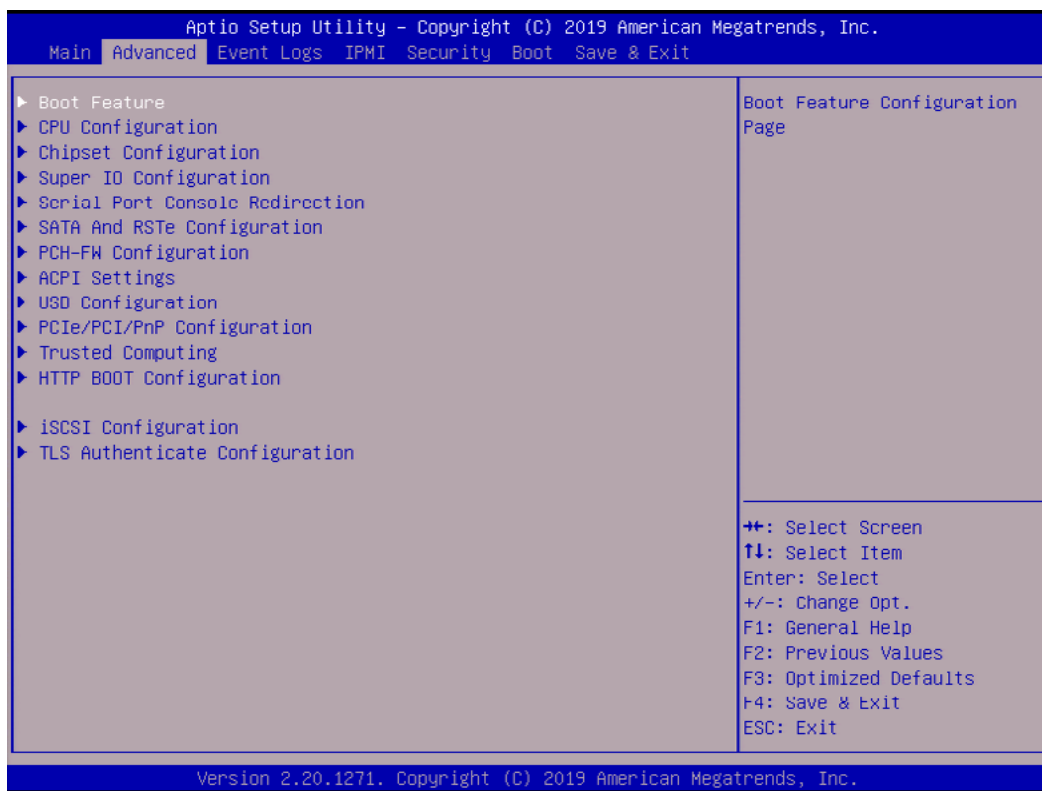 Aptio Setup Utility – Copyright (C) 2019 American Megatrends, Inc.
Main Advanced Event Logs IPMI Security Boot Save & Exit
▶ Boot Feature
▶ CPU Configuration
▶ Chipset Configuration
▶ Super IO Configuration
▶ Serial Port Console Redirection
▶ SATA And RSTe Configuration
▶ PCH-FW Configuration
▶ ACPI Settings
▶ USB Configuration
▶ PCIe/PCI/PnP Configuration
▶ Trusted Computing
▶ HTTP BOOT Configuration
▶ iSCSI Configuration
▶ TLS Authenticate Configuration
Boot Feature Configuration
Page
→←: Select Screen
↑↓: Select Item
Enter: Select
+/-: Change Opt.
F1: General Help
F2: Previous Values
F3: Optimized Defaults
F4: Save & Exit
ESC: Exit
Version 2.20.1271. Copyright (C) 2019 American Megatrends, Inc.